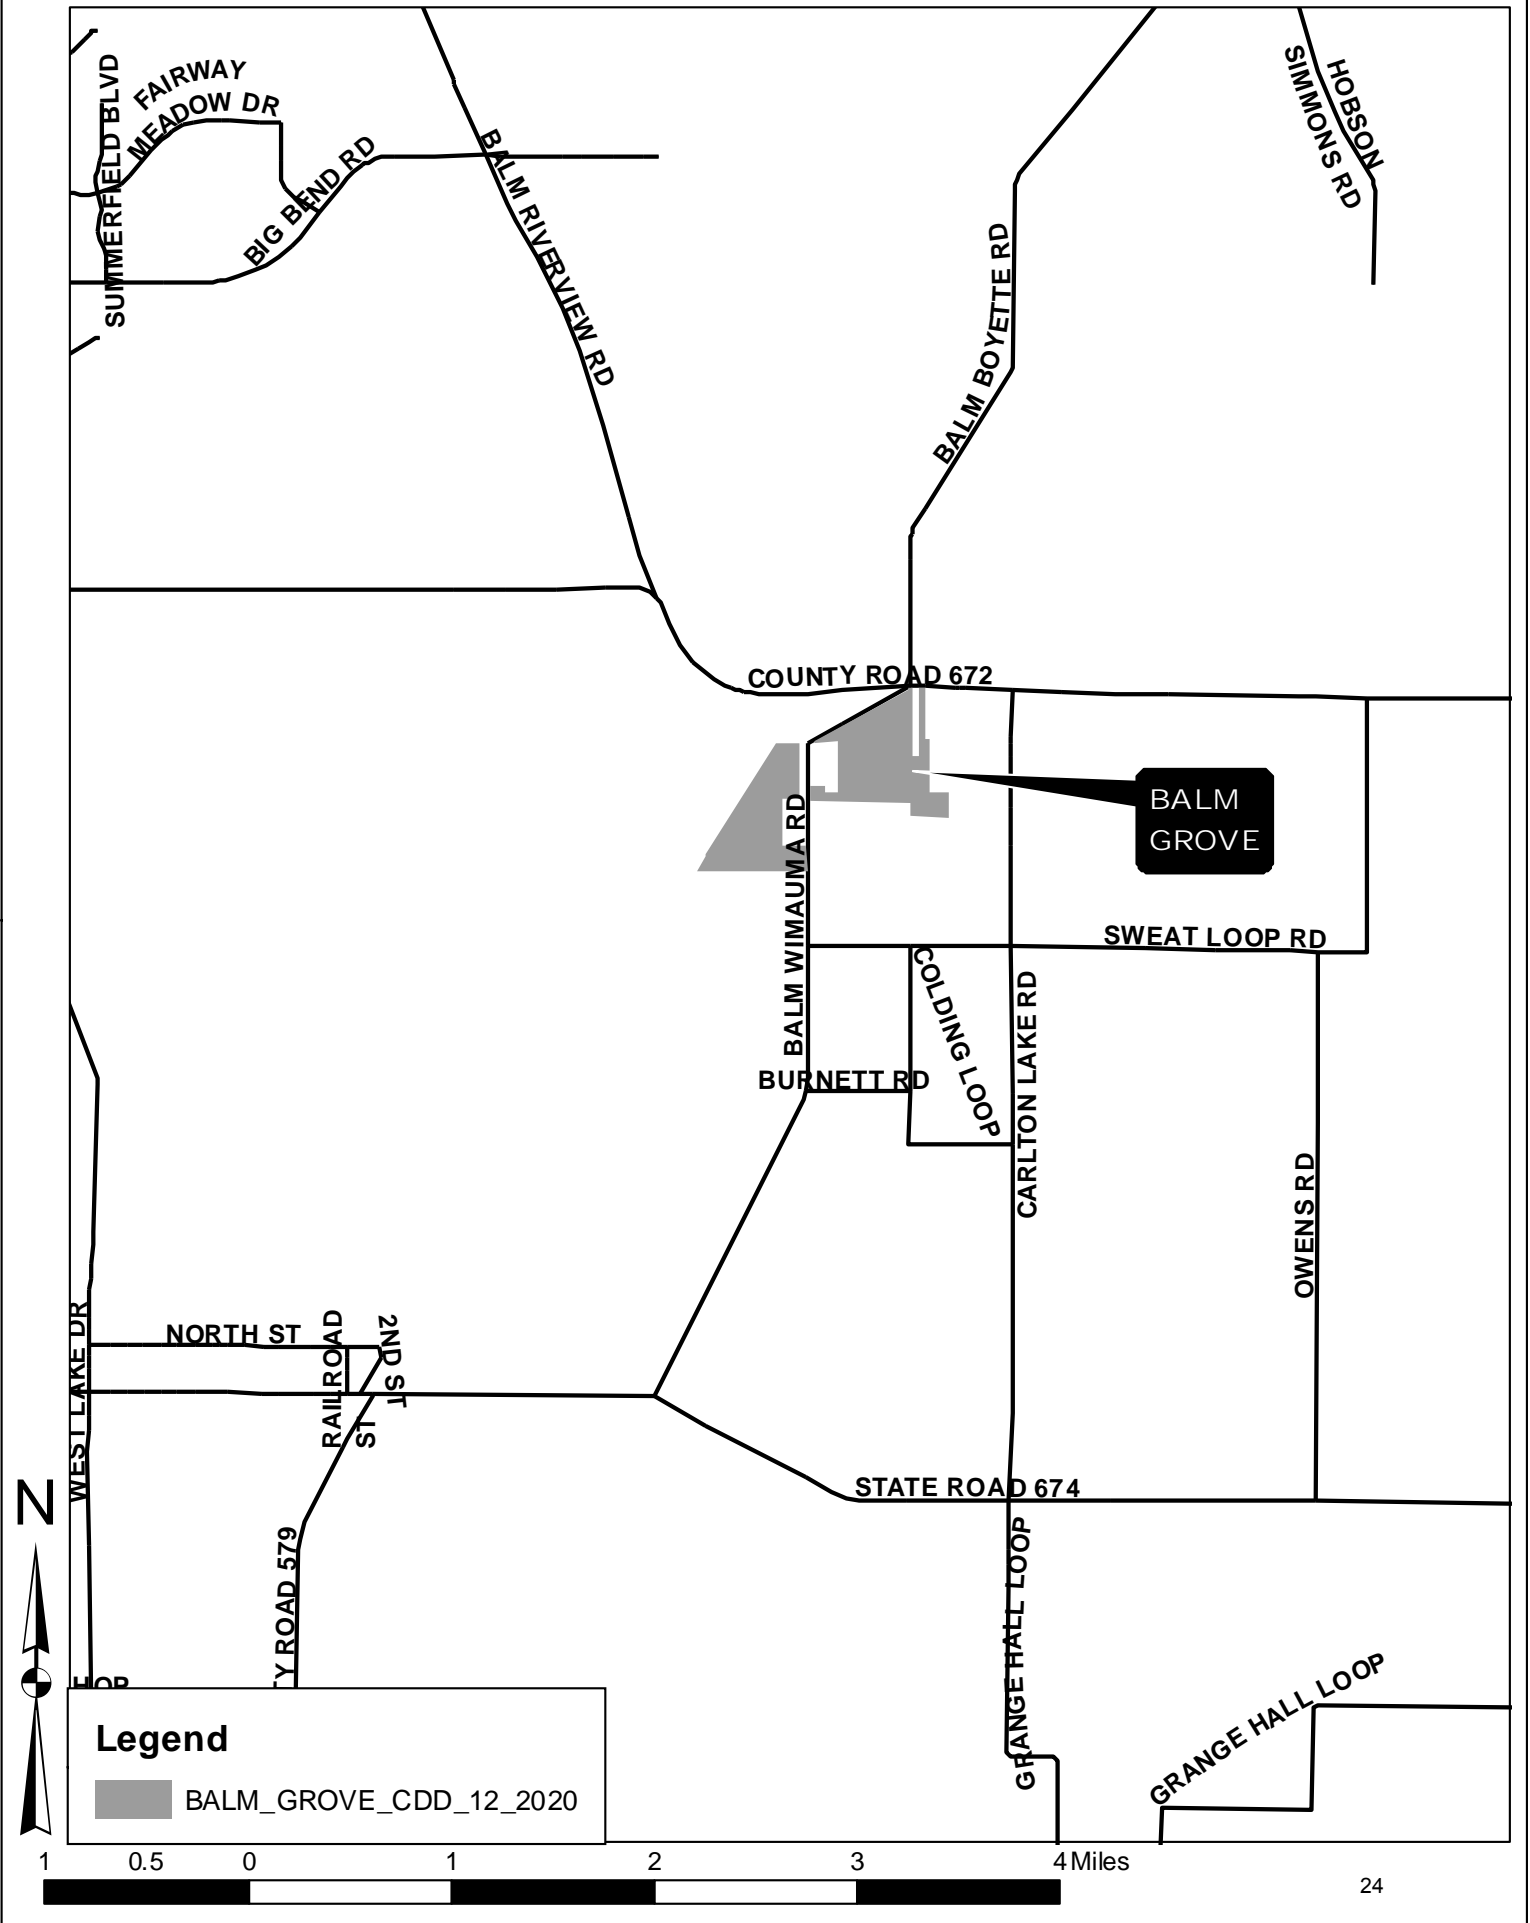 FAIRWAY
MEADOW DR
SUMMERFIELD BLVD
BIG BEND RD
BALM RIVERVIEW RD
BALM BOYETTE RD
HOBSON
SIMMONS RD
COUNTY ROAD 672
BALM
GROVE
BALM WIMAUMA RD
SWEAT LOOP RD
COLDING LOOP
CARLTON LAKE RD
BURNETT RD
OWENS RD
WEST LAKE DR
NORTH ST
RAILROAD
ST
2ND ST
STATE ROAD 674
TY ROAD 579
GRANGE HALL LOOP
GRANGE HALL LOOP
N
Legend
BALM_GROVE_CDD_12_2020
1 0.5 0 1 2 3 4 Miles
24